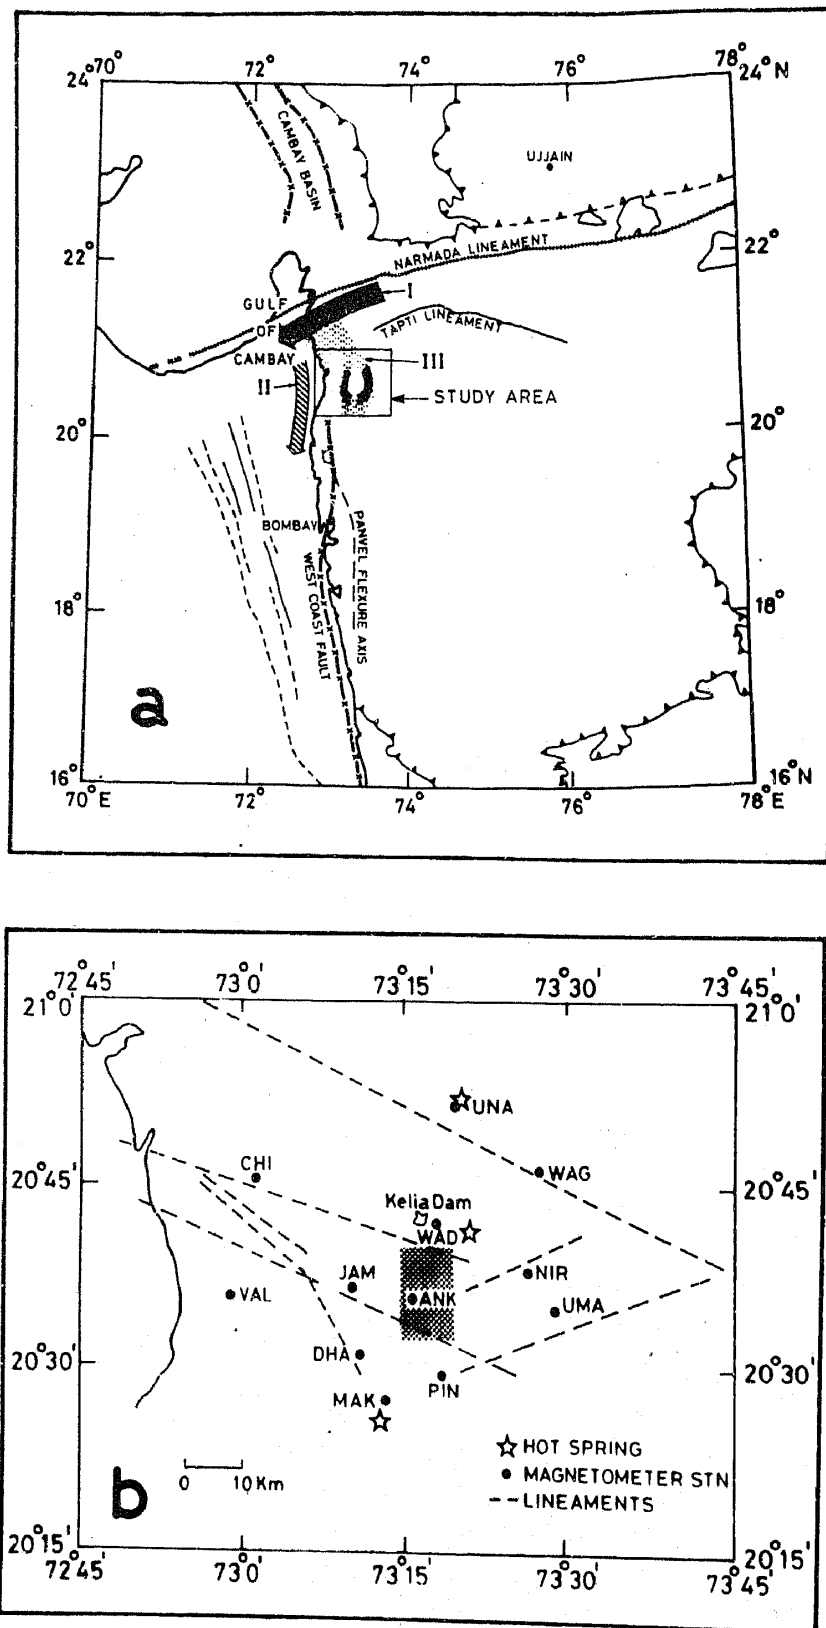 70° 72° 74° 76° 78°
24° 24° N
CAMBAY BASIN
UJJAIN
22° 22°
NARMADA LINEAMENT
I
GULF
OF
TAPTI LINEAMENT
CAMBAY
III
II
STUDY AREA
20° 20°
BOMBAY
PANVEL FLEXURE AXIS
WEST COAST FAULT
18° 18°
a
16° 16° N
70° E 72° 74° 76° 78° E
72° 45' 73° 0' 73° 15' 73° 30' 73° 45'
21° 0' 21° 0'
UNA
CHI
WAG
20° 45' 20° 45'
Kelia Dam
WAD
JAM
NIR
VAL
ANK
UMA
DHA
20° 30' 20° 30'
MAK
PIN
HOT SPRING
0 10 Km
MAGNETOMETER STN
LINEAMENTS
b
20° 15' 20° 15'
72° 45' 73° 0' 73° 15' 73° 30' 73° 45'